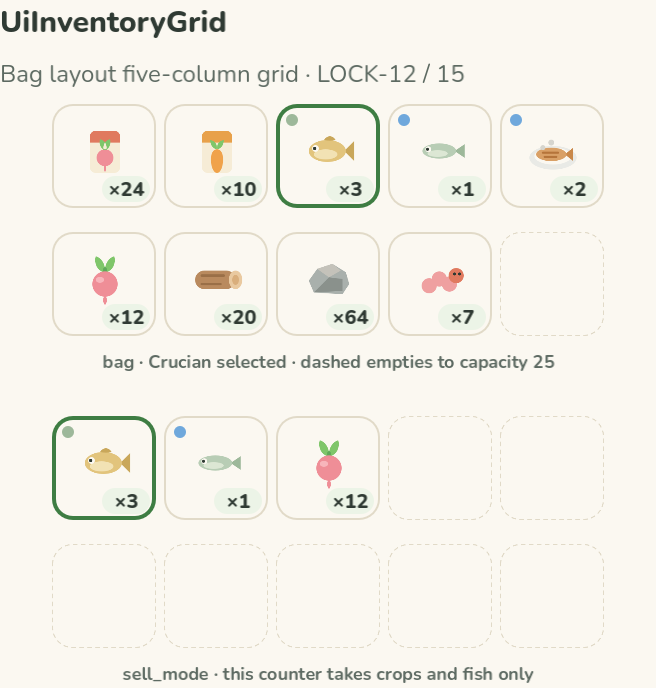 UiInventoryGrid
Bag layout five-column grid · LOCK-12 / 15
×24 ×10 ×3 ×1 ×2
×12 ×20 ×64 ×7
bag · Crucian selected · dashed empties to capacity 25
×3 ×1 ×12
sell_mode · this counter takes crops and fish only